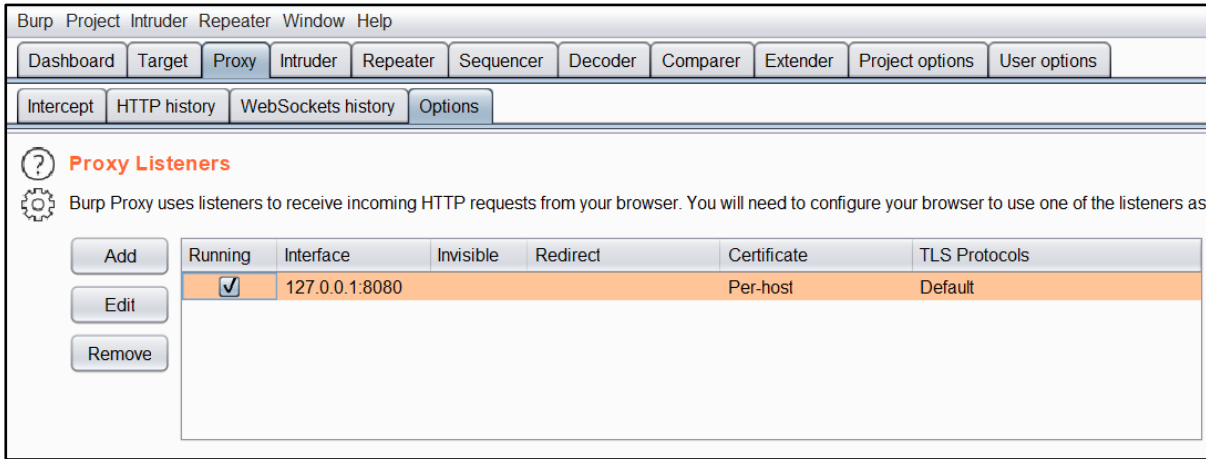 Burp Project Intruder Repeater Window Help
Dashboard Target Proxy Intruder Repeater Sequencer Decoder Comparer Extender Project options User options
Intercept HTTP history WebSockets history Options
? Proxy Listeners
Burp Proxy uses listeners to receive incoming HTTP requests from your browser. You will need to configure your browser to use one of the listeners as
Add Running Interface Invisible Redirect Certificate TLS Protocols
127.0.0.1:8080 Per-host Default
Edit
Remove